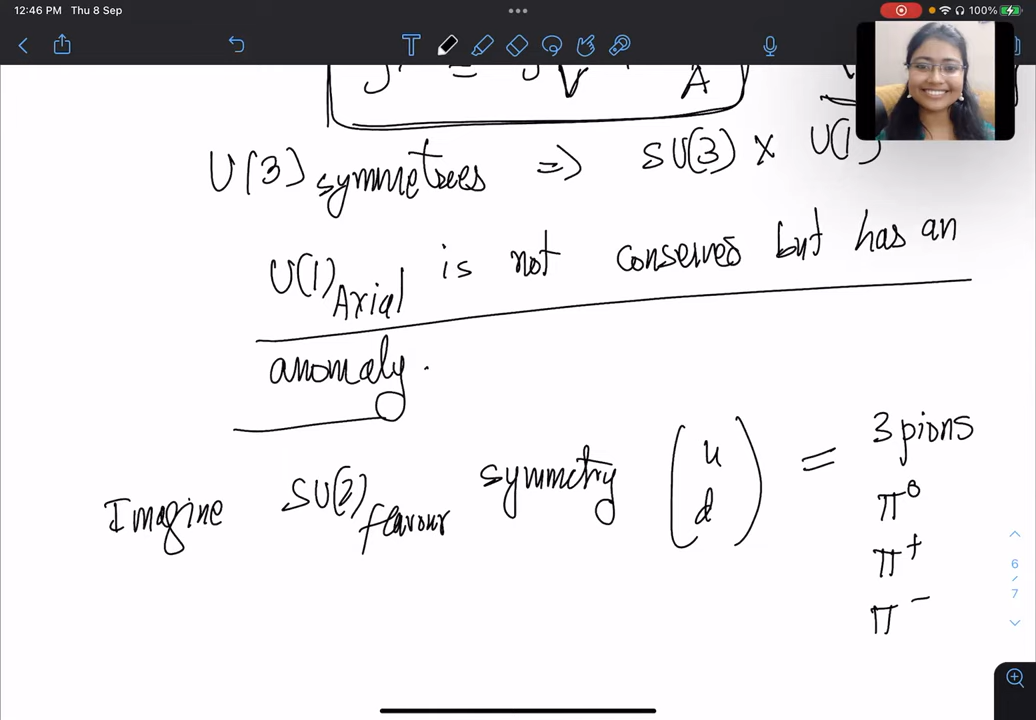 12:46 PM Thu 8 Sep
100%
A
U(3) symmetries => SU(3) × U(1)
U(1) Axial is not conserved but has an
anomaly.
Imagine SU(2) flavour symmetry (u d) = 3 pions
π⁰
π⁺
π⁻
6
/
7